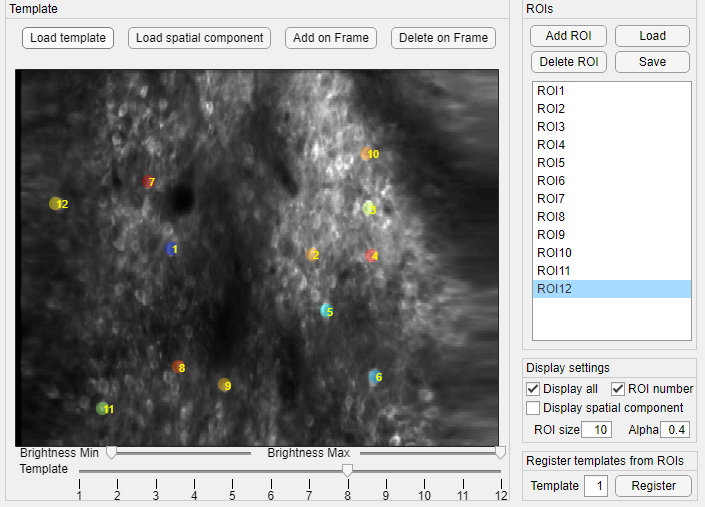 Template
Load template
Load spatial component
Add on Frame
Delete on Frame
10
7
12
3
1
2
4
5
8
6
9
11
Brightness Min
Brightness Max
Template
1 2 3 4 5 6 7 8 9 10 11 12
ROIs
Add ROI
Load
Delete ROI
Save
ROI1
ROI2
ROI3
ROI4
ROI5
ROI6
ROI7
ROI8
ROI9
ROI10
ROI11
ROI12
Display settings
Display all
ROI number
Display spatial component
ROI size 10 Alpha 0.4
Register templates from ROIs
Template 1 Register